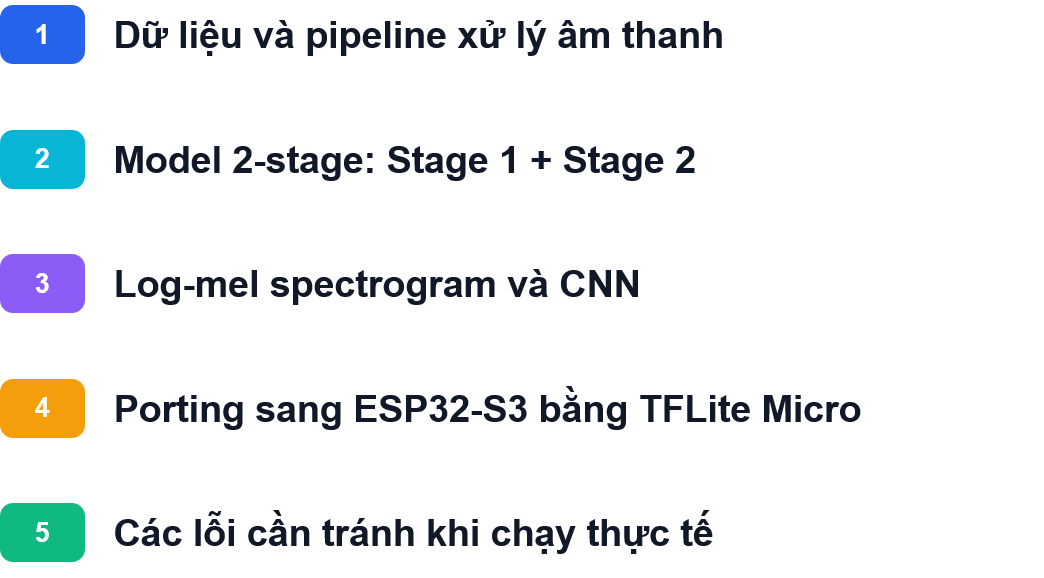 1 Dữ liệu và pipeline xử lý âm thanh
2 Model 2-stage: Stage 1 + Stage 2
3 Log-mel spectrogram và CNN
4 Porting sang ESP32-S3 bằng TFLite Micro
5 Các lỗi cần tránh khi chạy thực tế